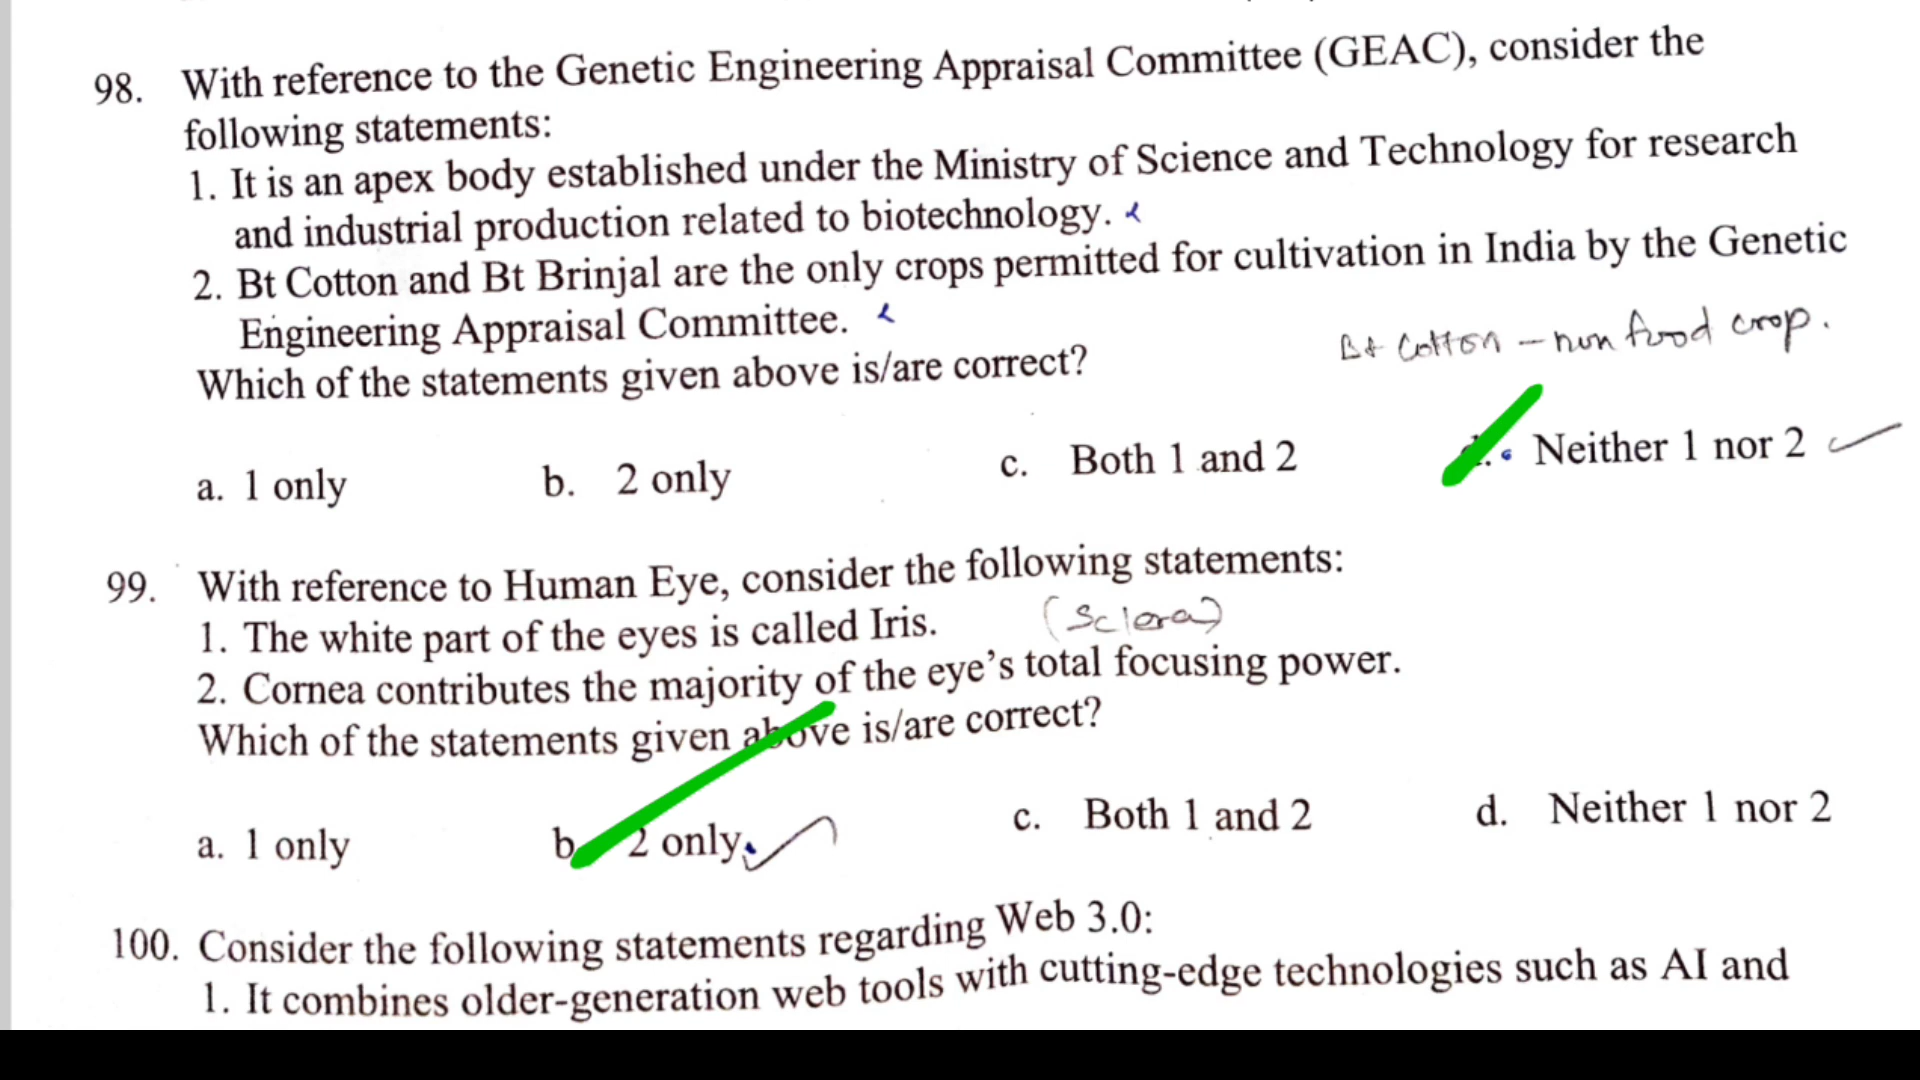 98. With reference to the Genetic Engineering Appraisal Committee (GEAC), consider the
following statements:
1. It is an apex body established under the Ministry of Science and Technology for research
and industrial production related to biotechnology.
2. Bt Cotton and Bt Brinjal are the only crops permitted for cultivation in India by the Genetic
Engineering Appraisal Committee.
Bt Cotton – non food crop.
Which of the statements given above is/are correct?
a. 1 only b. 2 only c. Both 1 and 2 d. Neither 1 nor 2
99. With reference to Human Eye, consider the following statements:
1. The white part of the eyes is called Iris. (Sclera)
2. Cornea contributes the majority of the eye's total focusing power.
Which of the statements given above is/are correct?
a. 1 only b 2 only c. Both 1 and 2 d. Neither 1 nor 2
100. Consider the following statements regarding Web 3.0:
1. It combines older-generation web tools with cutting-edge technologies such as AI and